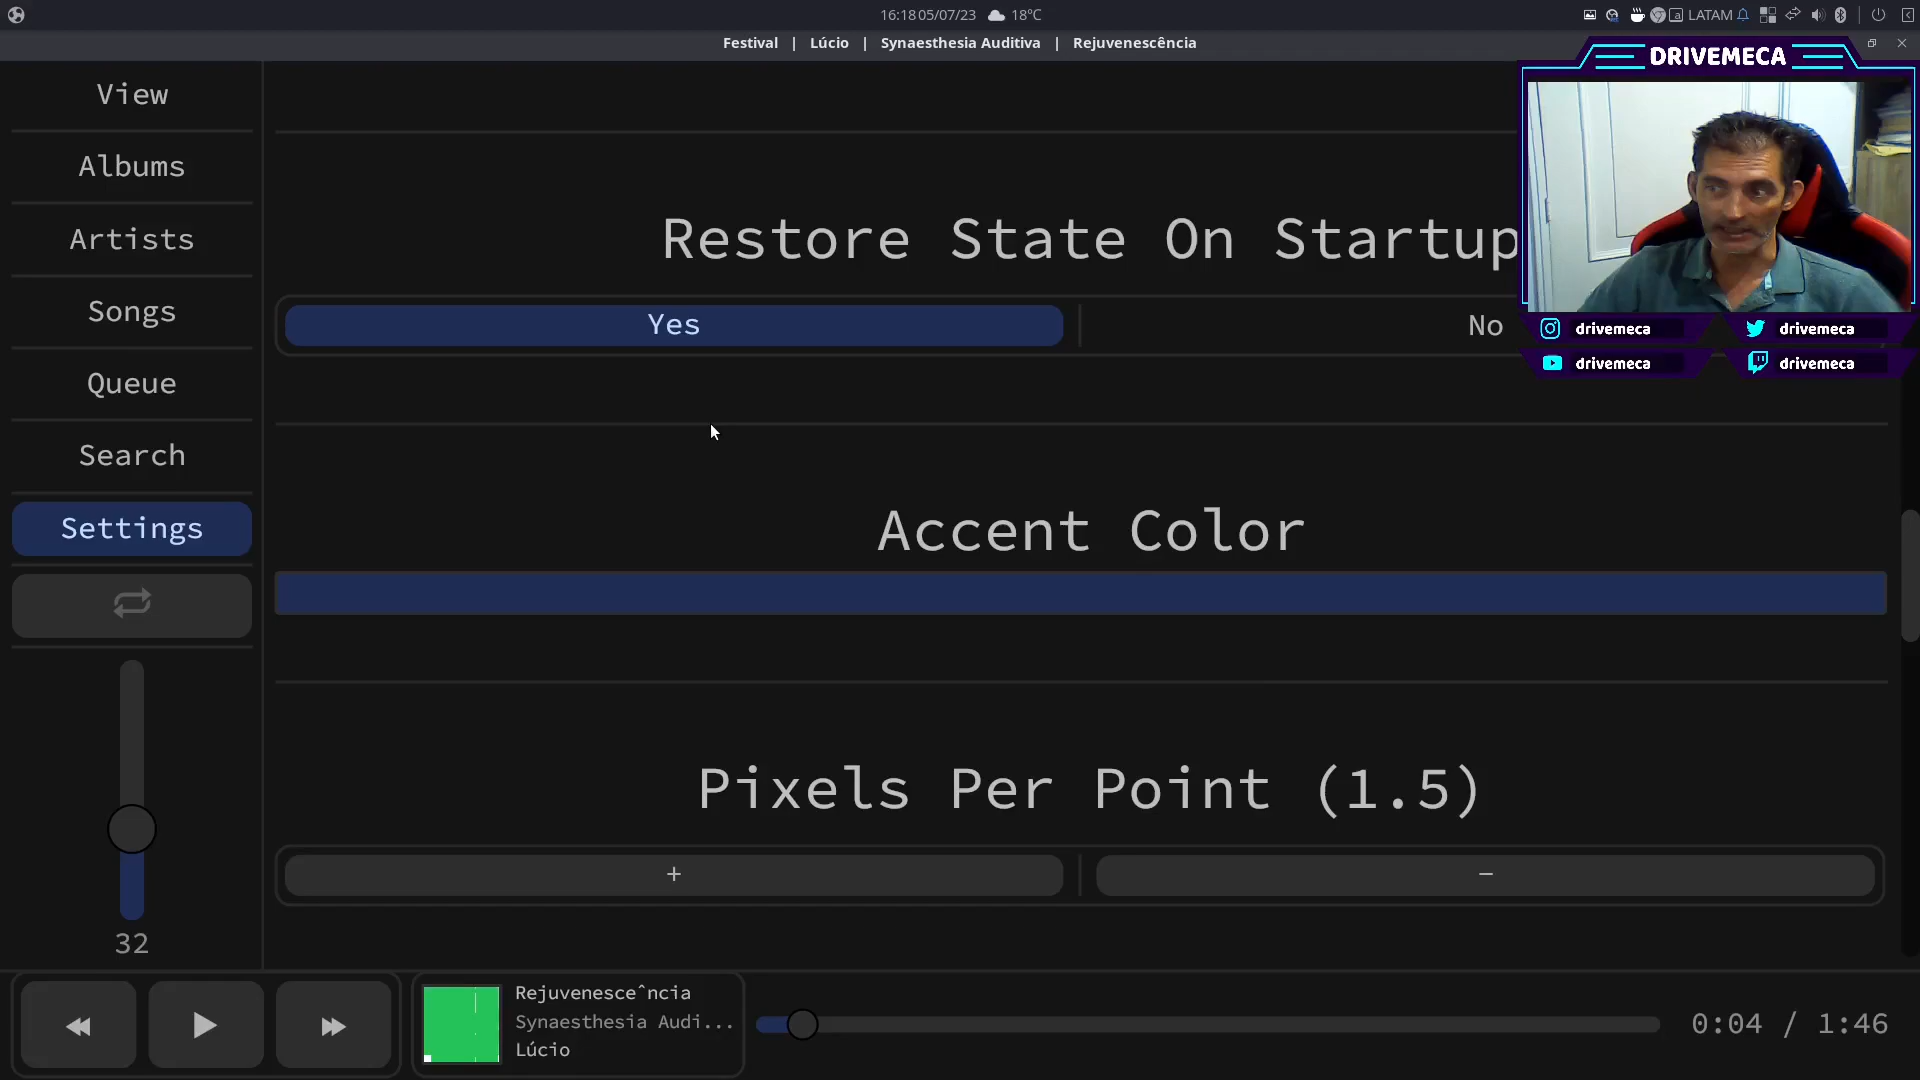 16:18 05/07/23 18°C
LATAM
Festival | Lúcio | Synaesthesia Auditiva | Rejuvenescência
DRIVEMECA
View
Albums
Artists
Songs
Queue
Search
Settings
32
Restore State On Startup
Yes
No
drivemeca
drivemeca
drivemeca
drivemeca
Accent Color
Pixels Per Point (1.5)
+
-
Rejuvenesceˆncia
Synaesthesia Audi...
Lúcio
0:04 / 1:46